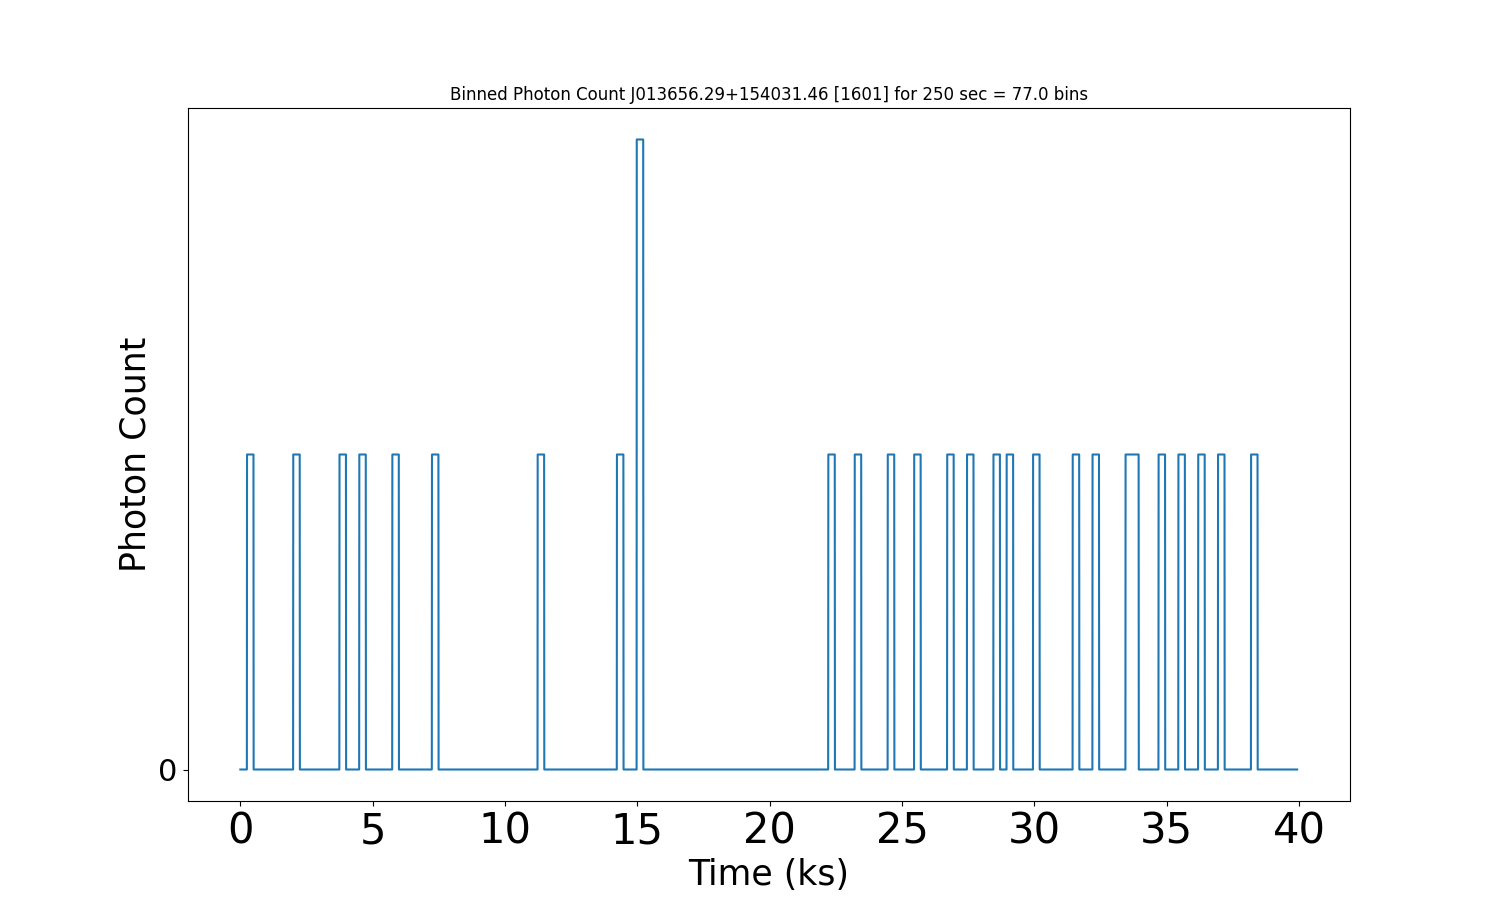 Binned Photon Count J013656.29+154031.46 [1601] for 250 sec = 77.0 bins
Photon Count
0
0 5 10 15 20 25 30 35 40
Time (ks)